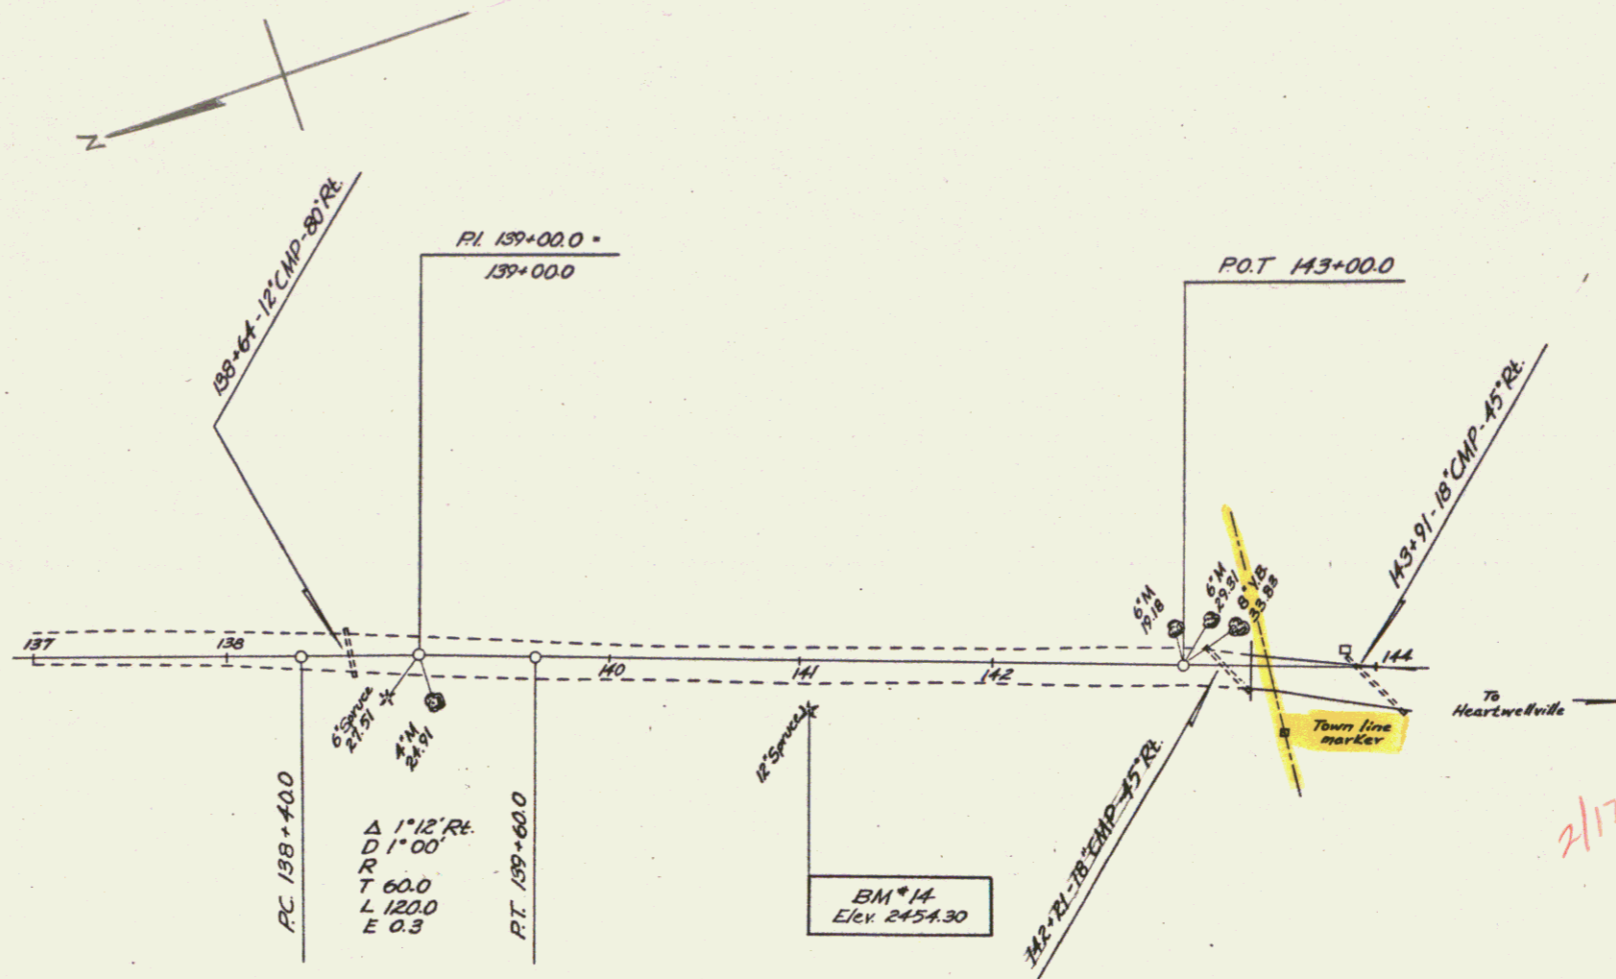 N
138+64-12"CMP-80°Rt.
P.I. 139+00.0 =
139+00.0
P.O.T 143+00.0
143+91-18"CMP-45°Rt.
6"M
19.18
6"M
29.31
8"Y.B.
33.83
137
138
140
141
142
144
6"Spruce
27.51
4"M
24.91
12"Spruce
To
Heartwellville
Town line
marker
P.C. 138+40.0
Δ 1°12' Rt.
D 1°00'
R
T 60.0
L 120.0
E 0.3
P.T. 139+60.0
BM #14
Elev. 2454.30
18"CMP-45°Rt.
2/17